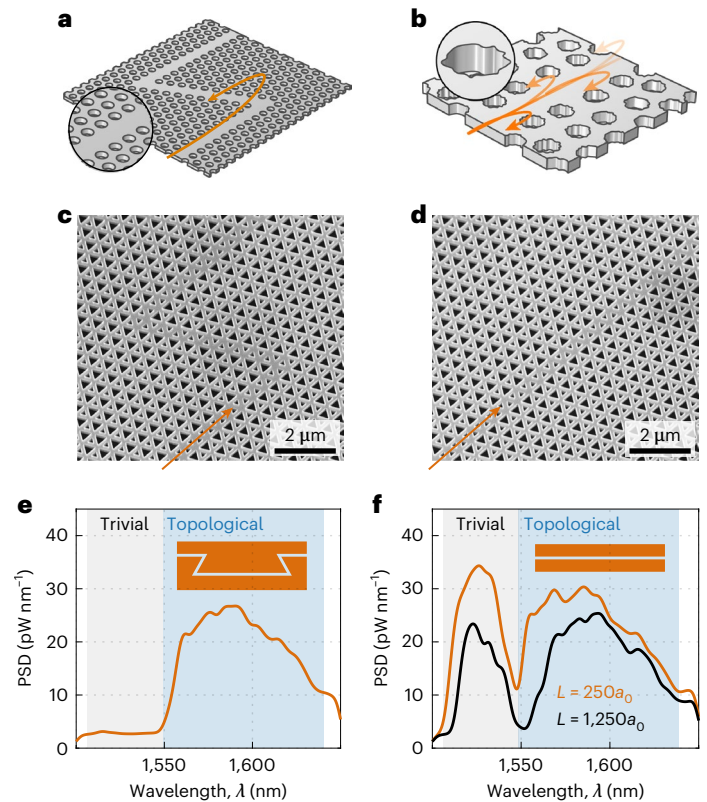 a
b
c
d
2 μm
2 μm
e
f
Trivial
Topological
Trivial
Topological
40
30
20
10
0
PSD (pW nm⁻¹)
1,550
1,600
Wavelength, λ (nm)
40
30
20
10
0
PSD (pW nm⁻¹)
L = 250a₀
L = 1,250a₀
1,550
1,600
Wavelength, λ (nm)